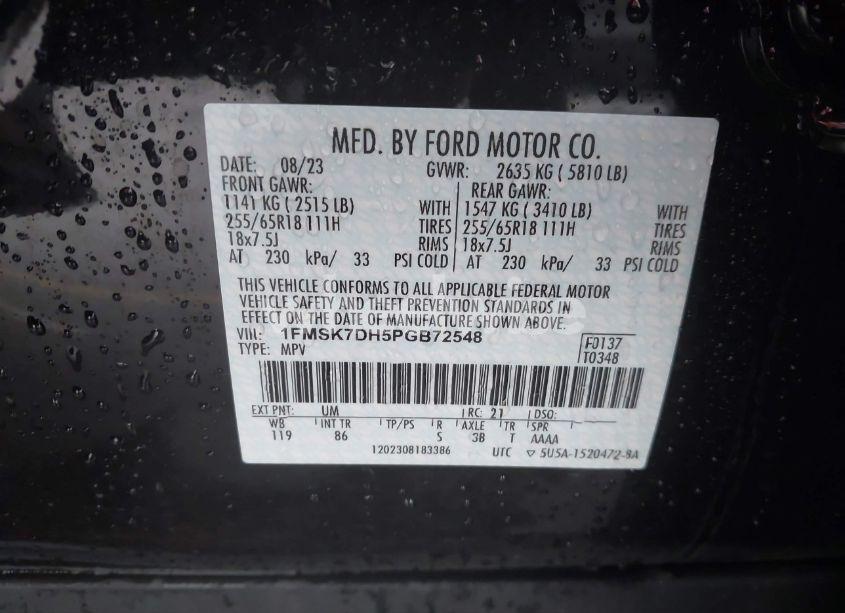 MFD. BY FORD MOTOR CO.
DATE: 08/23 GVWR: 2635 KG ( 5810 LB)
FRONT GAWR: REAR GAWR:
1141 KG ( 2515 LB) WITH 1547 KG ( 3410 LB) WITH
255/65R18 111H TIRES 255/65R18 111H TIRES
18x7.5J RIMS 18x7.5J RIMS
AT 230 kPa/ 33 PSI COLD AT 230 kPa/ 33 PSI COLD
THIS VEHICLE CONFORMS TO ALL APPLICABLE FEDERAL MOTOR
VEHICLE SAFETY AND THEFT PREVENTION STANDARDS IN
EFFECT ON THE DATE OF MANUFACTURE SHOWN ABOVE.
VIN: 1FMSK7DH5PGB72548 F0137
TYPE: MPV T0348
EXT PNT: UM RC: 21 DSO:
WB INT TR TP/PS R AXLE TR SPR
119 86 S 3B T AAAA
1202308183386 UTC ▽ 5U5A-1520472-BA